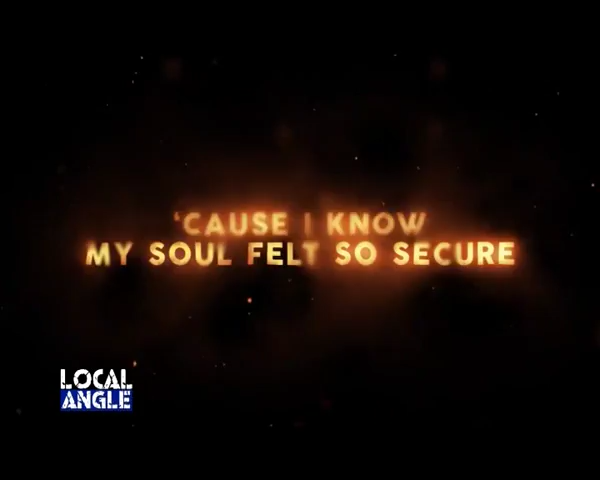 ‘CAUSE I KNOW
MY SOUL FELT SO SECURE
LOCAL
ANGLE